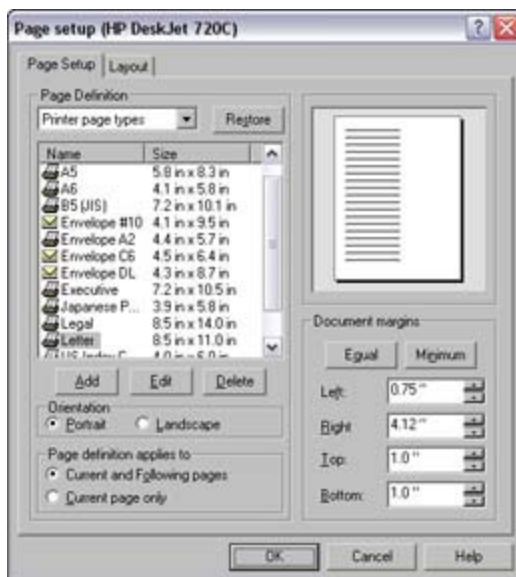 Page setup (HP DeskJet 720C)
Page Setup Layout
Page Definition
Printer page types Restore
Name Size
A5 5.8 in x 8.3 in
A6 4.1 in x 5.8 in
B5 (JIS) 7.2 in x 10.1 in
Envelope #10 4.1 in x 9.5 in
Envelope A2 4.4 in x 5.7 in
Envelope C6 4.5 in x 6.4 in
Envelope DL 4.3 in x 8.7 in
Executive 7.2 in x 10.5 in
Japanese P... 3.9 in x 5.8 in
Legal 8.5 in x 14.0 in
Letter 8.5 in x 11.0 in
Add Edit Delete
Orientation
Portrait Landscape
Page definition applies to
Current and Following pages
Current page only
Document margins
Equal Minimum
Left: 0.75"
Right 4.12"
Top: 1.0"
Bottom: 1.0"
OK Cancel Help